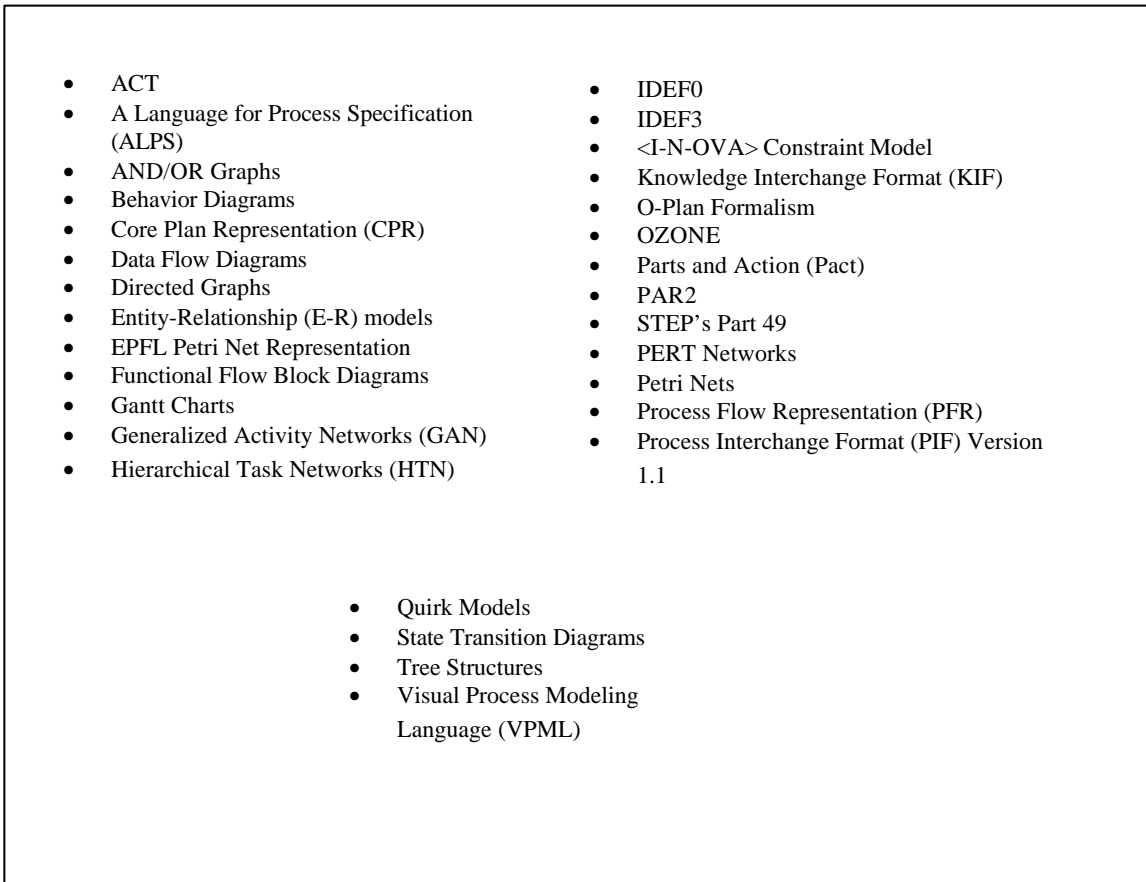 • ACT
• A Language for Process Specification
(ALPS)
• AND/OR Graphs
• Behavior Diagrams
• Core Plan Representation (CPR)
• Data Flow Diagrams
• Directed Graphs
• Entity-Relationship (E-R) models
• EPFL Petri Net Representation
• Functional Flow Block Diagrams
• Gantt Charts
• Generalized Activity Networks (GAN)
• Hierarchical Task Networks (HTN)
• IDEF0
• IDEF3
• <I-N-OVA> Constraint Model
• Knowledge Interchange Format (KIF)
• O-Plan Formalism
• OZONE
• Parts and Action (Pact)
• PAR2
• STEP’s Part 49
• PERT Networks
• Petri Nets
• Process Flow Representation (PFR)
• Process Interchange Format (PIF) Version
1.1
• Quirk Models
• State Transition Diagrams
• Tree Structures
• Visual Process Modeling
Language (VPML)